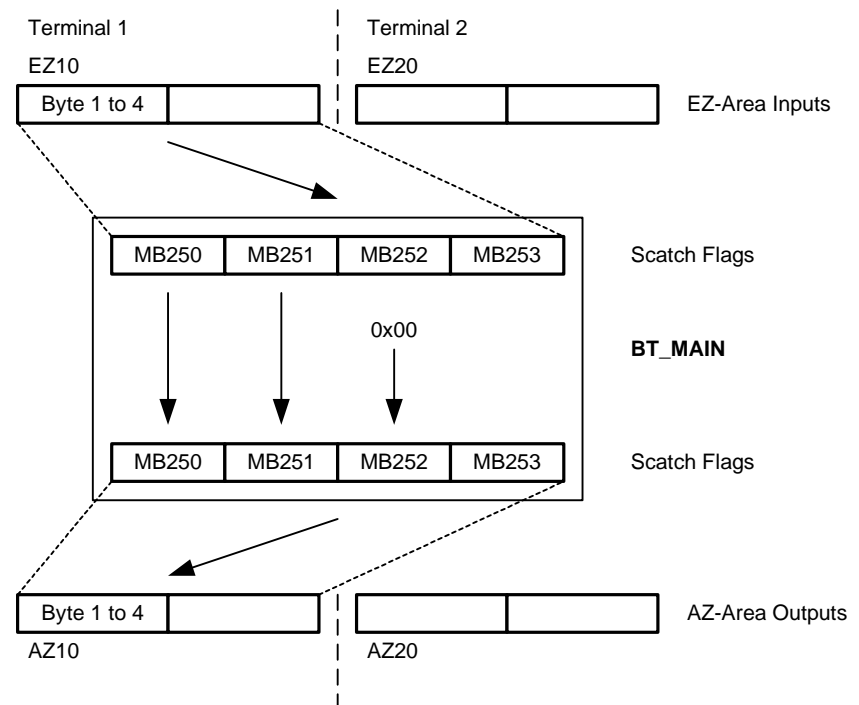 Terminal 1 Terminal 2
EZ10 EZ20
Byte 1 to 4 EZ-Area Inputs
MB250 MB251 MB252 MB253 Scatch Flags
0x00
BT_MAIN
MB250 MB251 MB252 MB253 Scatch Flags
Byte 1 to 4 AZ-Area Outputs
AZ10 AZ20